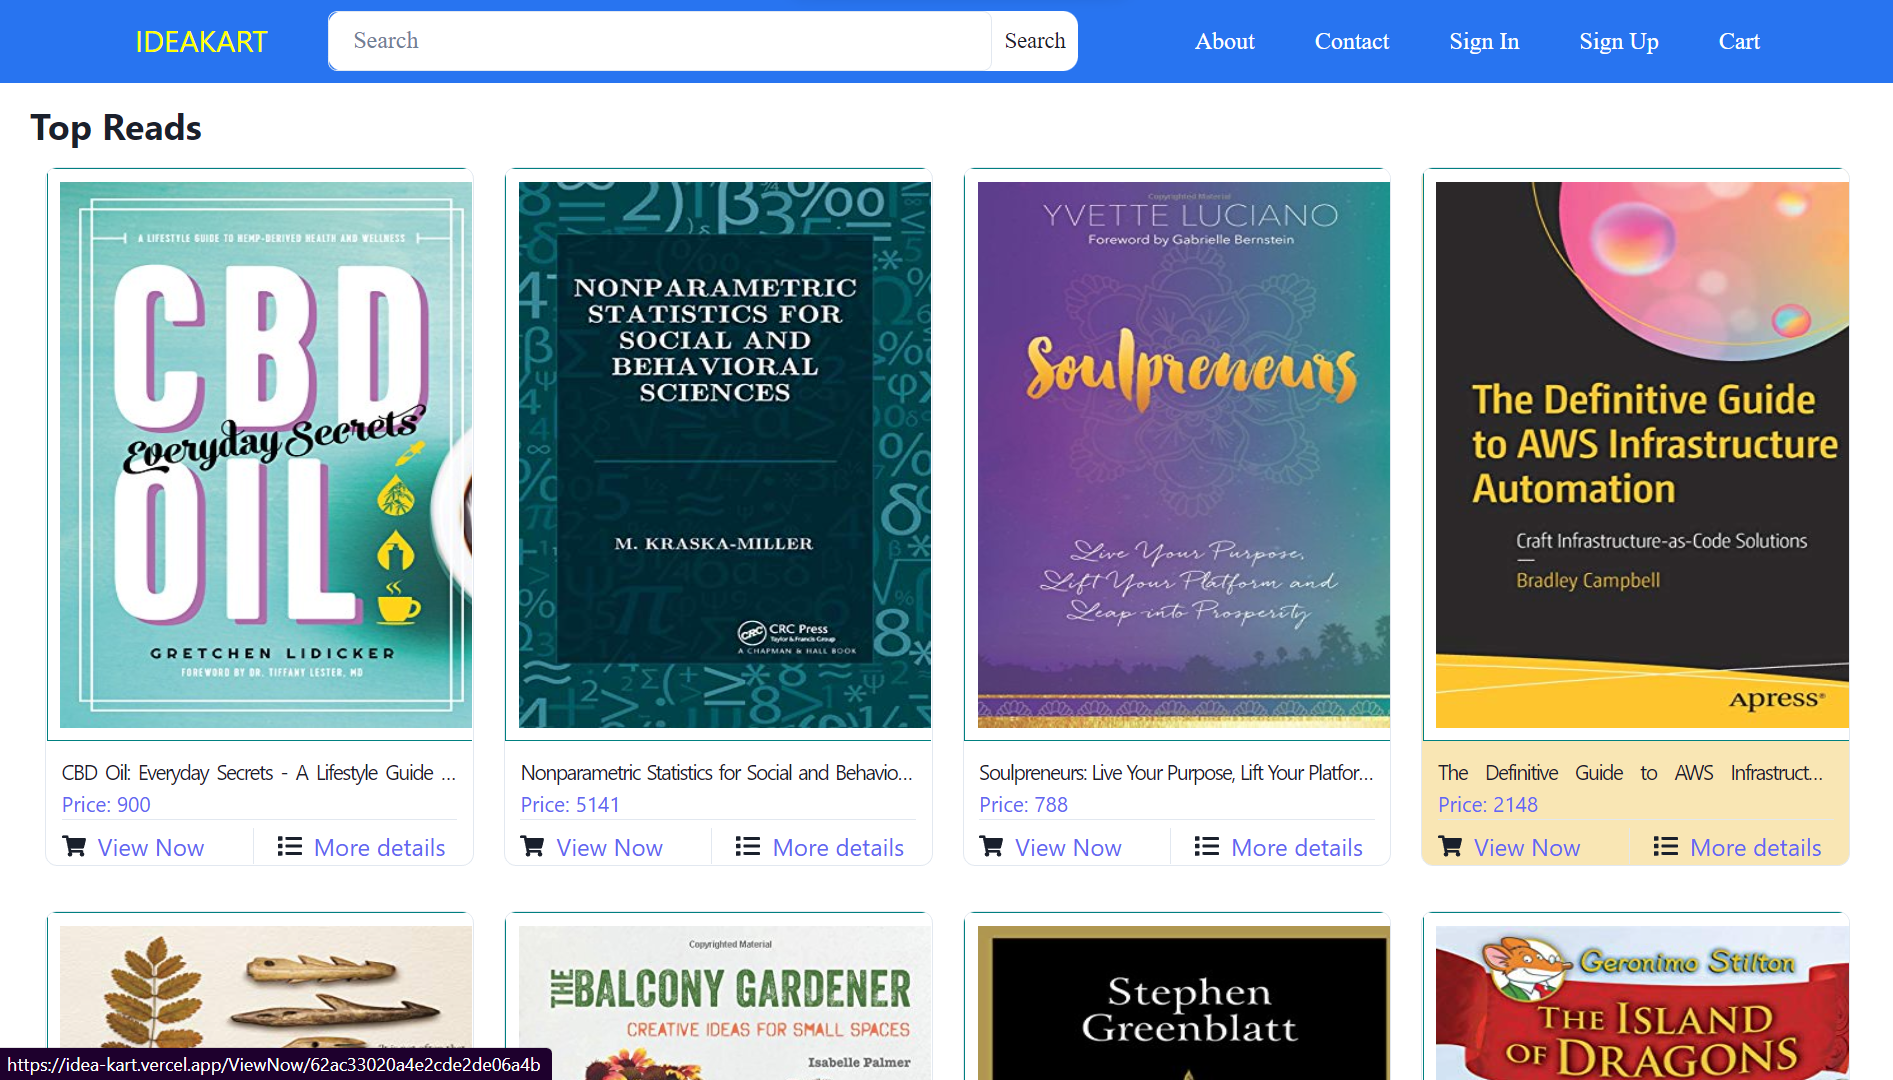 IDEAKART
Search
Search
About
Contact
Sign In
Sign Up
Cart
Top Reads
A LIFESTYLE GUIDE TO HEMP-DERIVED HEALTH AND WELLNESS
CBD
Everyday Secrets
OIL
GRETCHEN LIDICKER
FOREWORD BY DR. TIFFANY LESTER, MD
CBD Oil: Everyday Secrets - A Lifestyle Guide ...
Price: 900
View Now
More details
NONPARAMETRIC
STATISTICS FOR
SOCIAL AND
BEHAVIORAL
SCIENCES
M. KRASKA-MILLER
CRC
CRC Press
Taylor & Francis Group
A CHAPMAN & HALL BOOK
Nonparametric Statistics for Social and Behavio...
Price: 5141
View Now
More details
Copyrighted Material
YVETTE LUCIANO
Foreword by Gabrielle Bernstein
Soulpreneurs
Live Your Purpose,
Lift Your Platform and
Leap into Prosperity
Soulpreneurs: Live Your Purpose, Lift Your Platfor...
Price: 788
View Now
More details
The Definitive Guide
to AWS Infrastructure
Automation
Craft Infrastructure-as-Code Solutions
Bradley Campbell
Apress®
The Definitive Guide to AWS Infrastruct...
Price: 2148
View Now
More details
Copyrighted Material
THE BALCONY GARDENER
CREATIVE IDEAS FOR SMALL SPACES
Isabelle Palmer
Stephen
Greenblatt
Geronimo Stilton
THE ISLAND
OF DRAGONS
https://idea-kart.vercel.app/ViewNow/62ac33020a4e2cde2de06a4b